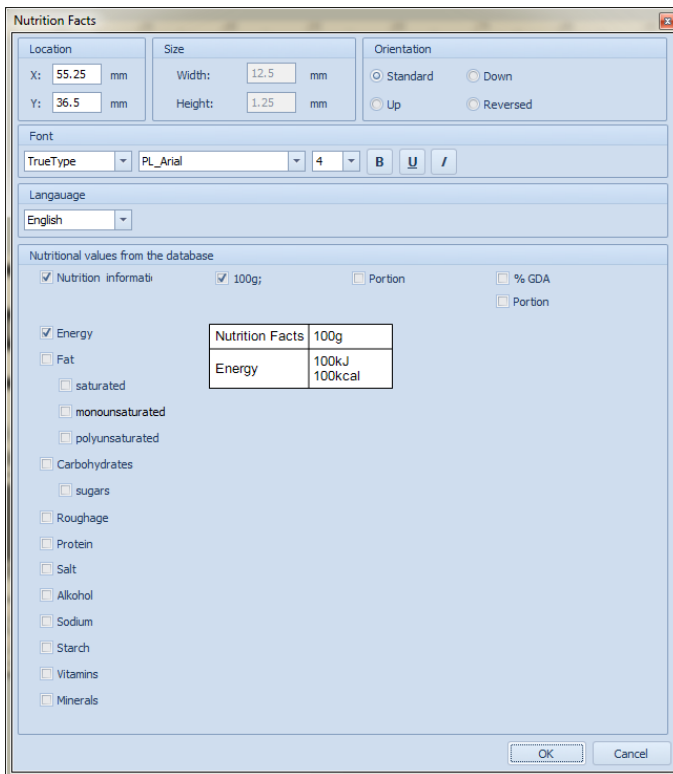 Nutrition Facts
Location
Size
Orientation
X: 55.25 mm
Width: 12.5 mm
Standard
Down
Y: 36.5 mm
Height: 1.25 mm
Up
Reversed
Font
TrueType
PL_Arial
4
B
U
I
Langauage
English
Nutritional values from the database
Nutrition informati
100g;
Portion
% GDA
Portion
Energy
Nutrition Facts 100g
Energy
100kJ
100kcal
Fat
saturated
monounsaturated
polyunsaturated
Carbohydrates
sugars
Roughage
Protein
Salt
Alkohol
Sodium
Starch
Vitamins
Minerals
OK
Cancel